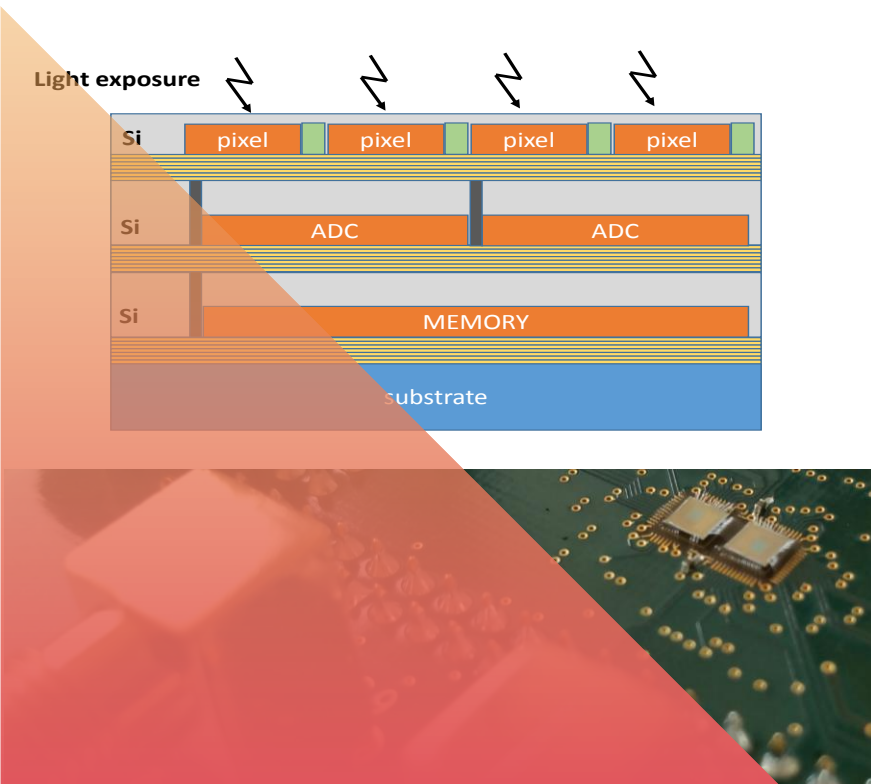 Light exposure
Si pixel pixel pixel pixel
Si ADC ADC
Si MEMORY
substrate